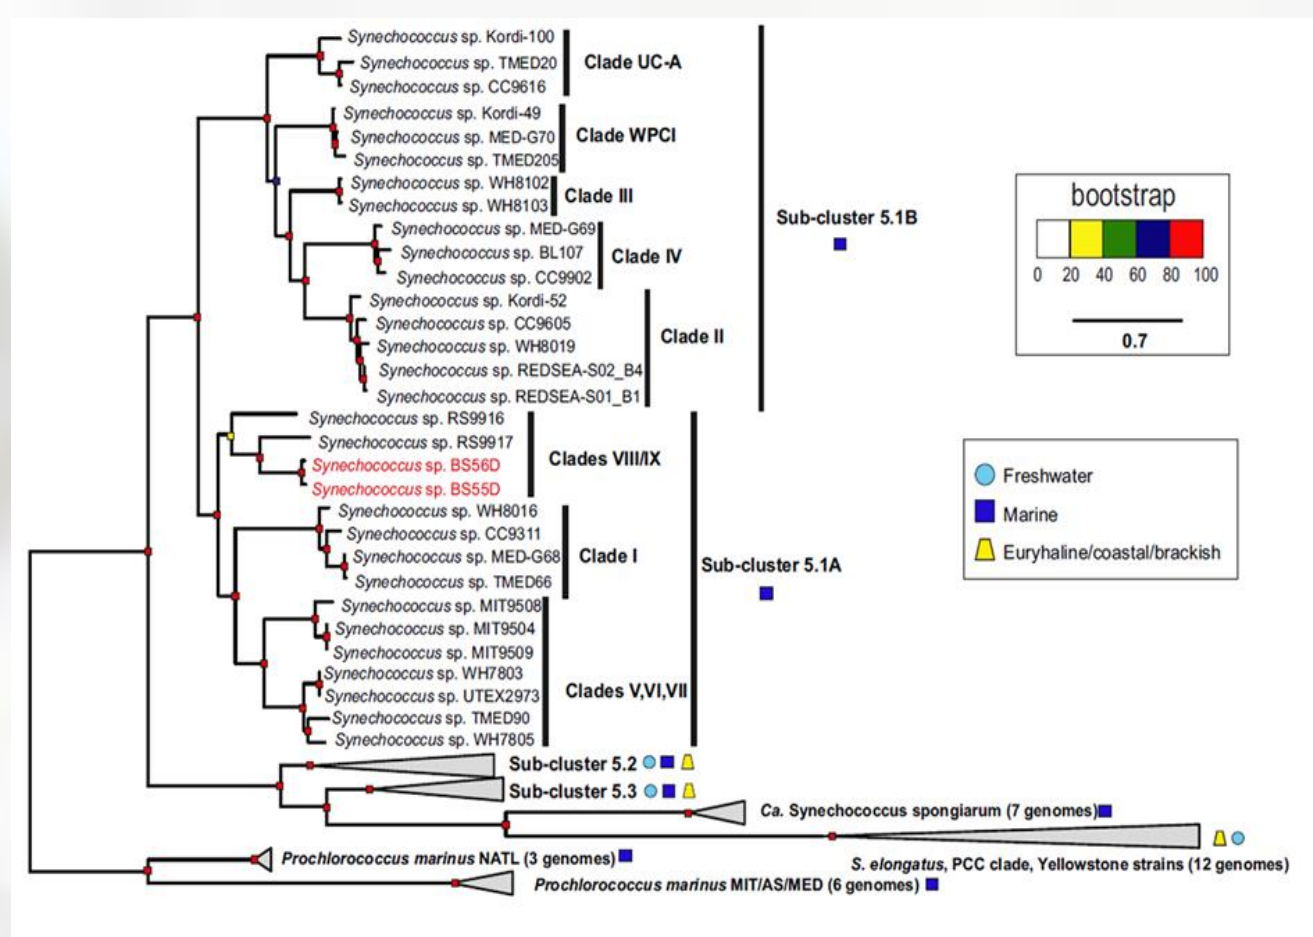 Synechococcus sp. Kordi-100
Synechococcus sp. TMED20
Synechococcus sp. CC9616
Clade UC-A
Synechococcus sp. Kordi-49
Synechococcus sp. MED-G70
Synechococcus sp. TMED205
Clade WPCI
Synechococcus sp. WH8102
Synechococcus sp. WH8103
Clade III
Synechococcus sp. MED-G69
Synechococcus sp. BL107
Synechococcus sp. CC9902
Clade IV
Synechococcus sp. Kordi-52
Synechococcus sp. CC9605
Synechococcus sp. WH8019
Synechococcus sp. REDSEA-S02_B4
Synechococcus sp. REDSEA-S01_B1
Clade II
Sub-cluster 5.1B
Synechococcus sp. RS9916
Synechococcus sp. RS9917
Synechococcus sp. BS56D
Synechococcus sp. BS55D
Clades VIII/IX
Synechococcus sp. WH8016
Synechococcus sp. CC9311
Synechococcus sp. MED-G68
Synechococcus sp. TMED66
Clade I
Synechococcus sp. MIT9508
Synechococcus sp. MIT9504
Synechococcus sp. MIT9509
Synechococcus sp. WH7803
Synechococcus sp. UTEX2973
Synechococcus sp. TMED90
Synechococcus sp. WH7805
Clades V,VI,VII
Sub-cluster 5.1A
Sub-cluster 5.2
Sub-cluster 5.3
Ca. Synechococcus spongiarum (7 genomes)
S. elongatus, PCC clade, Yellowstone strains (12 genomes)
Prochlorococcus marinus NATL (3 genomes)
Prochlorococcus marinus MIT/AS/MED (6 genomes)
bootstrap
0 20 40 60 80 100
0.7
Freshwater
Marine
Euryhaline/coastal/brackish